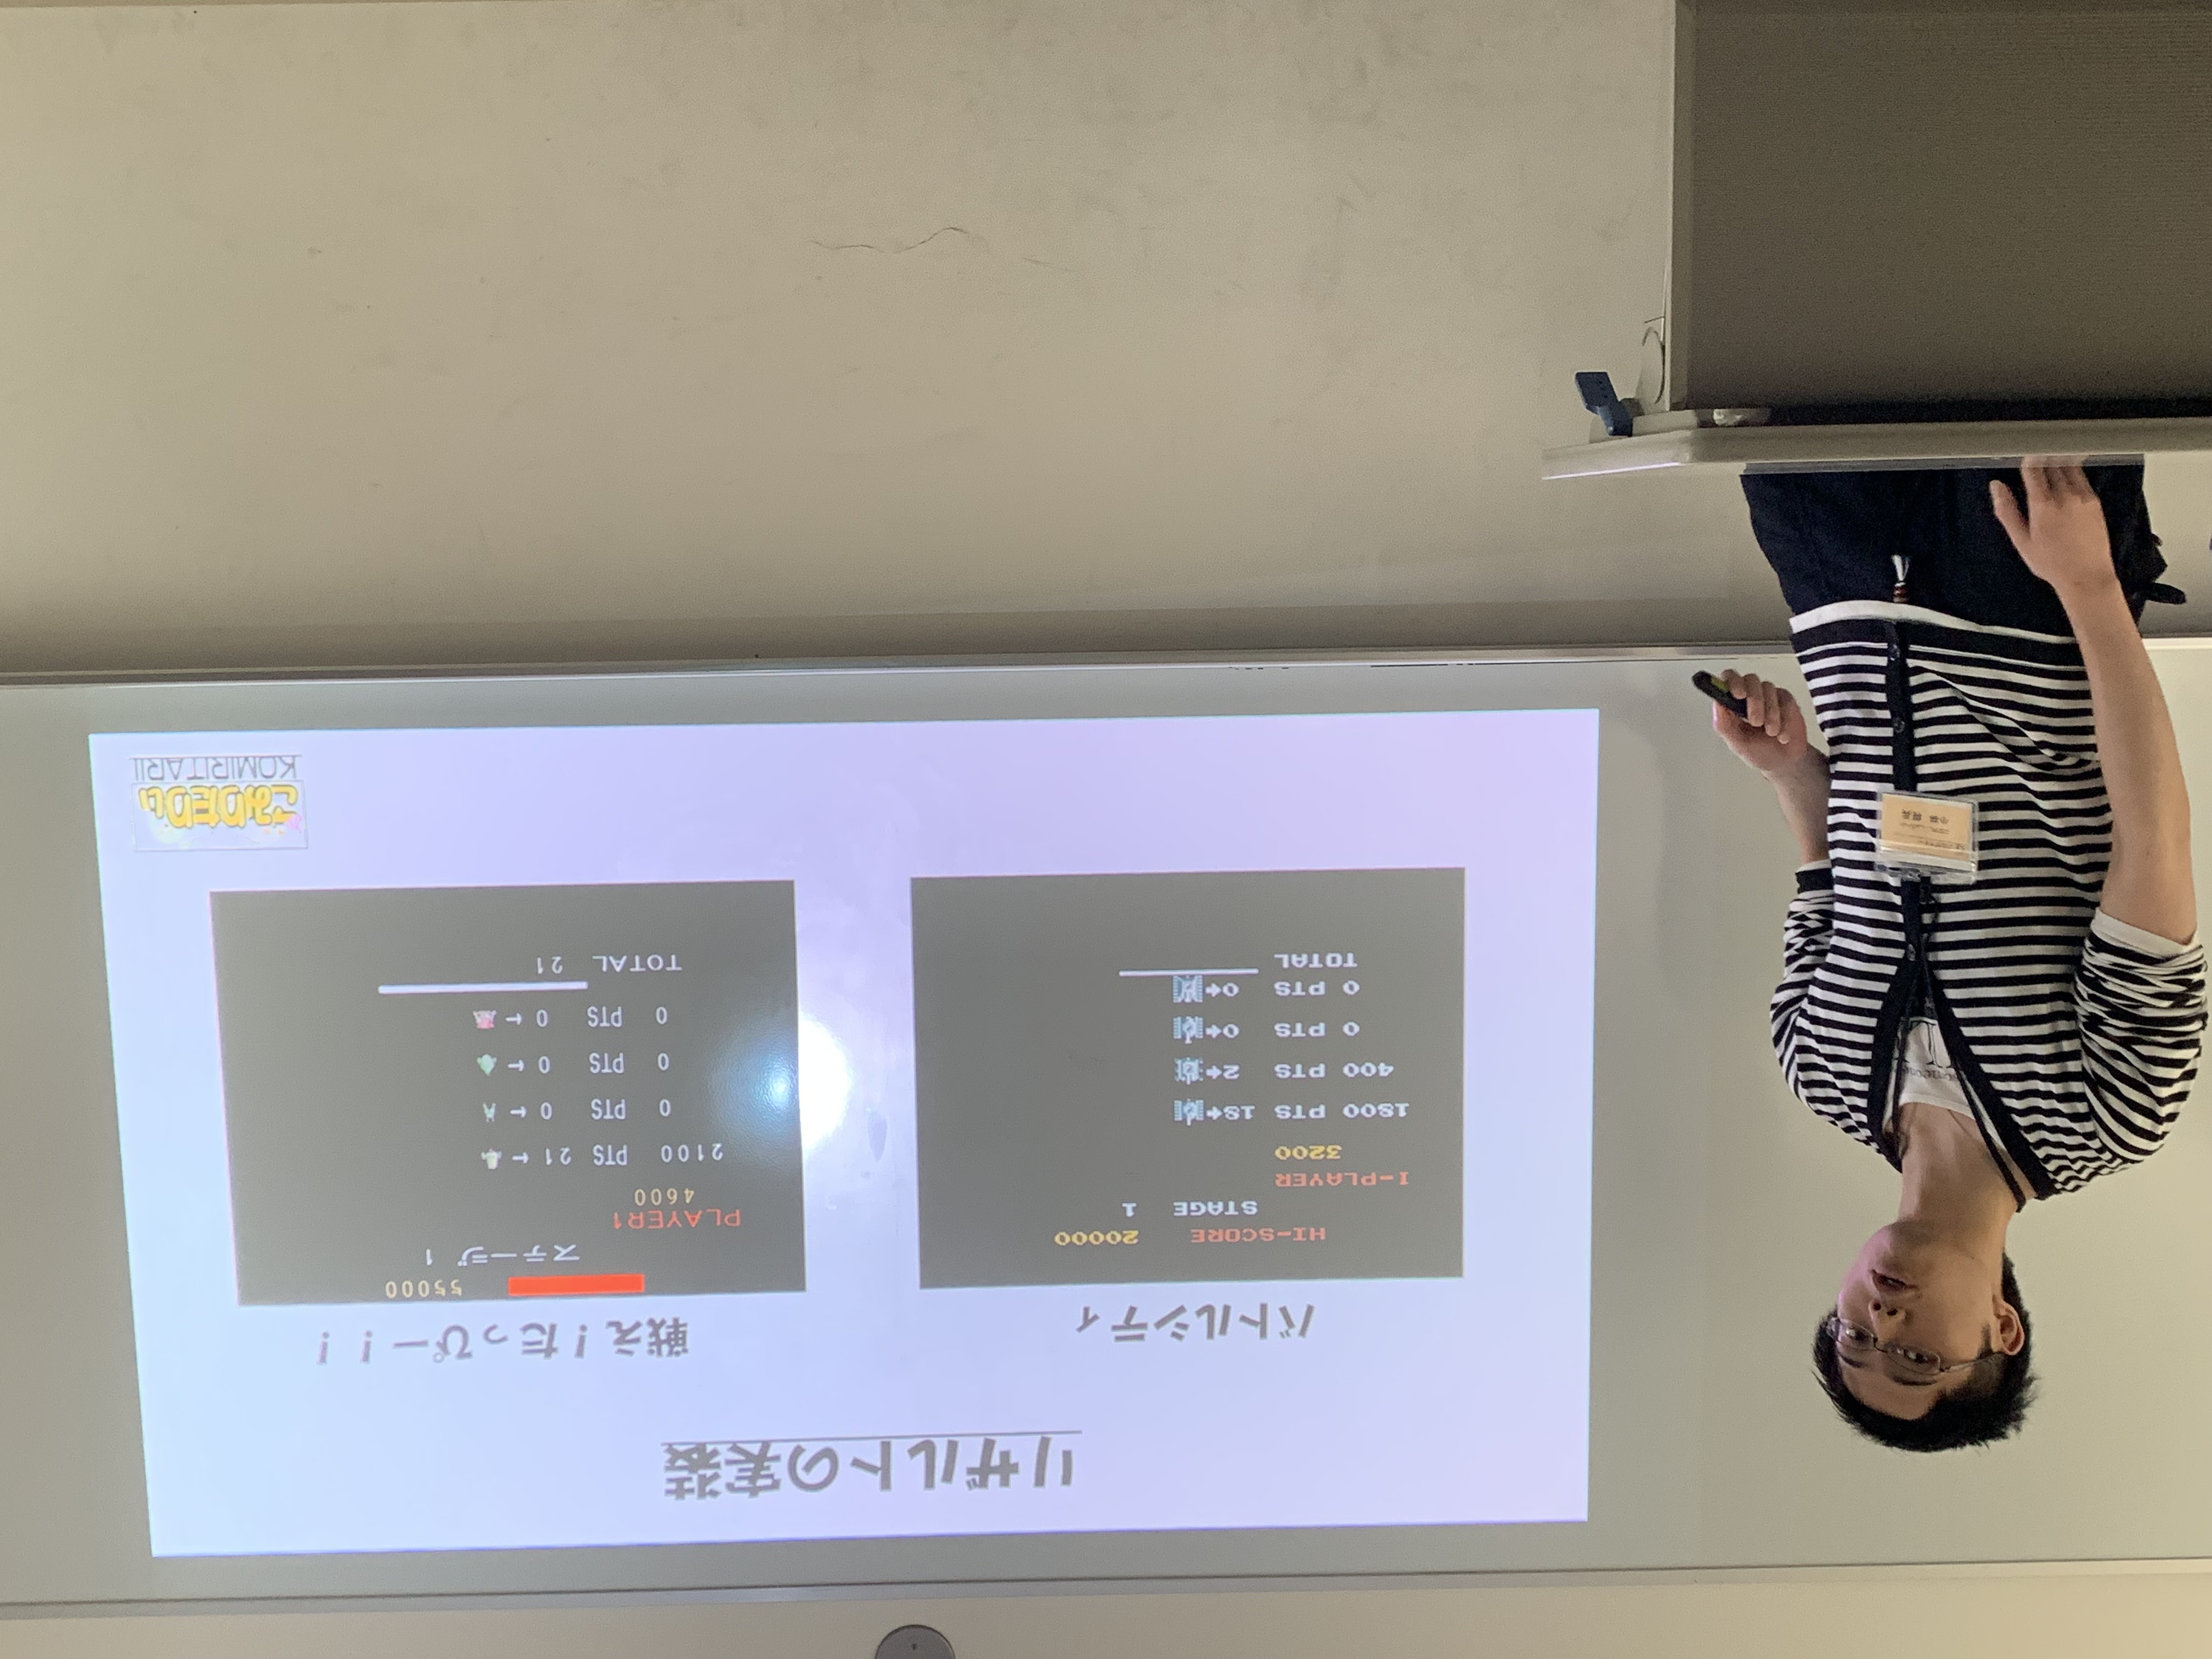 リザルトの実装
バトルシティ
HI-SCORE 20000
STAGE 1
I-PLAYER
3200
1800 PTS 18←
400 PTS 2←
0 PTS 0←
0 PTS 0←
TOTAL
戦え！たっぴー！！
55000
ステージ 1
PLAYER1
4600
2100 PTS 21 ←
0 PTS 0 ←
0 PTS 0 ←
0 PTS 0 ←
TOTAL 21
こみりたりぃ
KOMIRITARII
小林